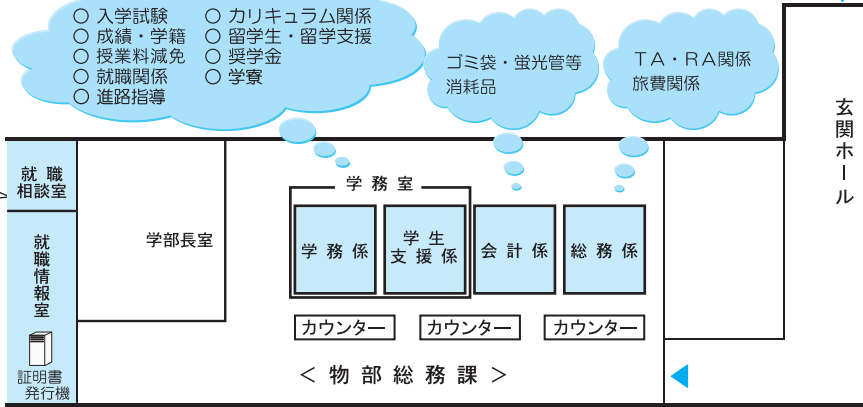 ○ 入学試験
○ 成績・学籍
○ 授業料減免
○ 就職関係
○ 進路指導
○ カリキュラム関係
○ 留学生・留学支援
○ 奨学金
○ 学寮
ゴミ袋・蛍光管等
消耗品
TA・RA関係
旅費関係
玄関ホール
就職
相談室
就職情報室
証明書
発行機
学部長室
学務室
学務係
学生
支援係
会計係
総務係
カウンター
カウンター
カウンター
＜物部総務課＞